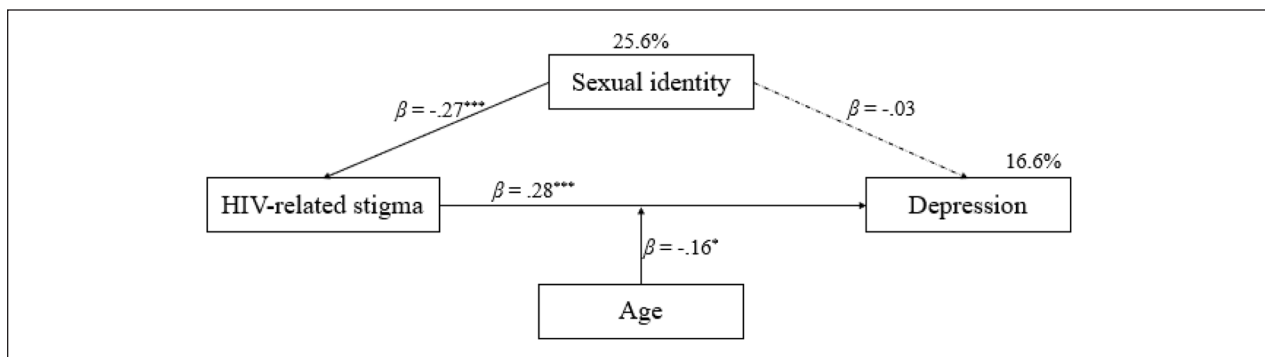 25.6%
Sexual identity
β = -.27***
β = -.03
16.6%
HIV-related stigma
β = .28***
Depression
β = -.16*
Age